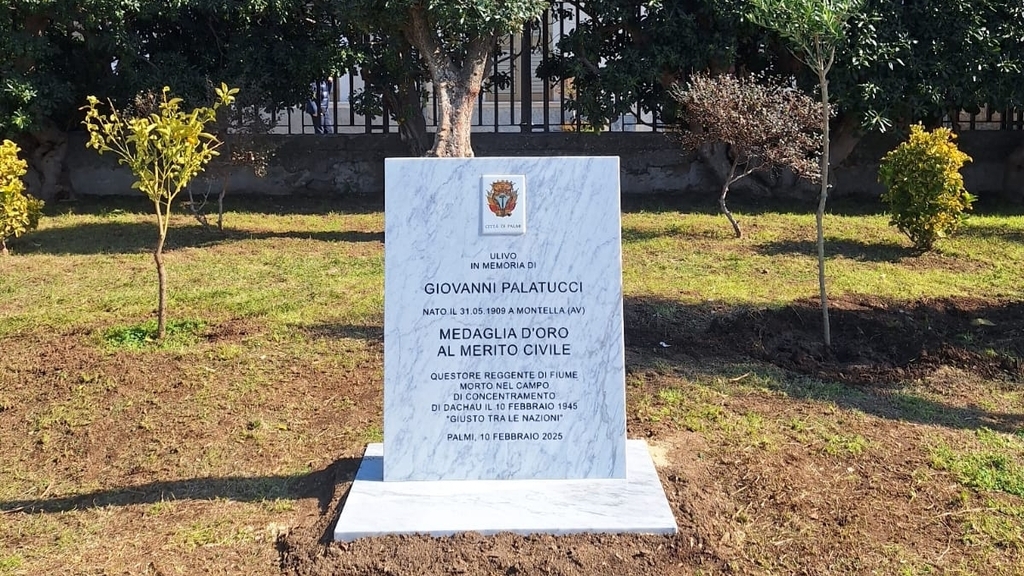 CITTÀ DI PALMI
ULIVO
IN MEMORIA DI
GIOVANNI PALATUCCI
NATO IL 31.05.1909 A MONTELLA (AV)
MEDAGLIA D'ORO
AL MERITO CIVILE
QUESTORE REGGENTE DI FIUME
MORTO NEL CAMPO
DI CONCENTRAMENTO
DI DACHAU IL 10 FEBBRAIO 1945
"GIUSTO TRA LE NAZIONI"
PALMI, 10 FEBBRAIO 2025